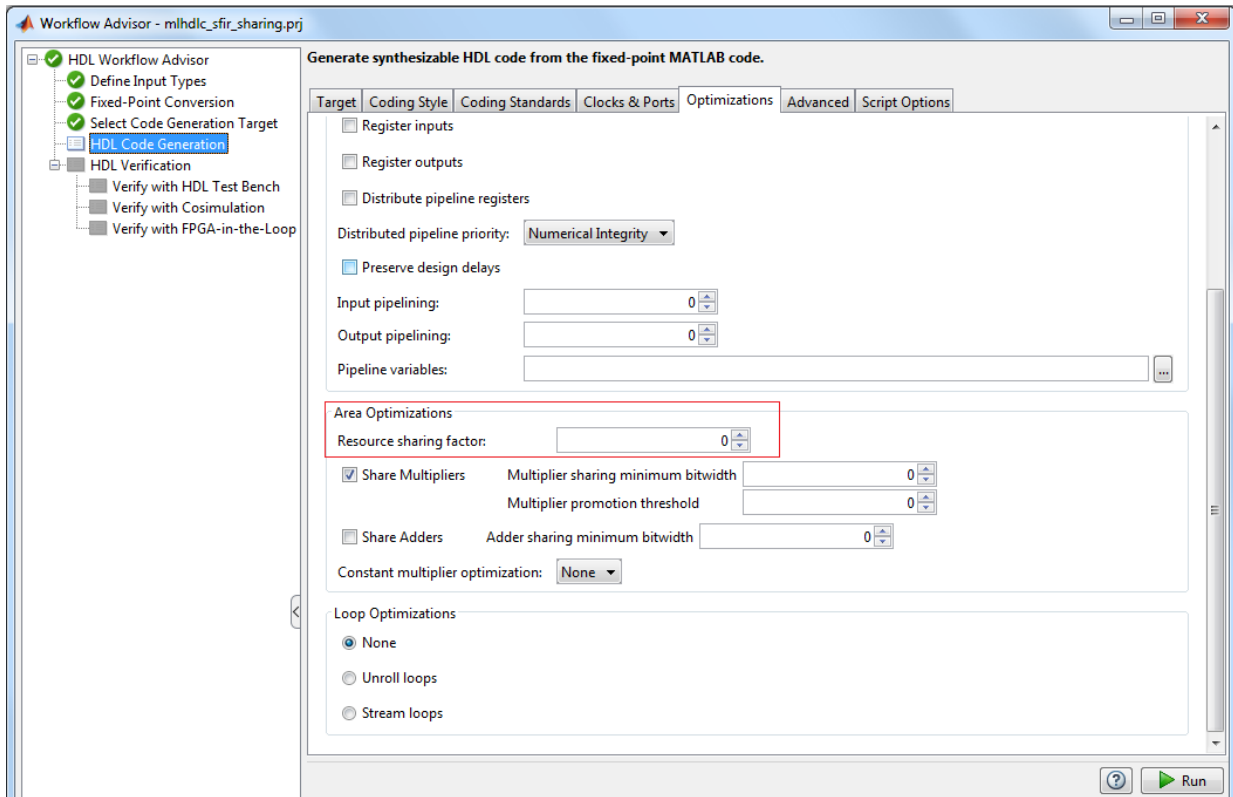 Workflow Advisor - mlhdlc_sfir_sharing.prj
HDL Workflow Advisor
Define Input Types
Fixed-Point Conversion
Select Code Generation Target
HDL Code Generation
HDL Verification
Verify with HDL Test Bench
Verify with Cosimulation
Verify with FPGA-in-the-Loop
Generate synthesizable HDL code from the fixed-point MATLAB code.
Target Coding Style Coding Standards Clocks & Ports Optimizations Advanced Script Options
Register inputs
Register outputs
Distribute pipeline registers
Distributed pipeline priority: Numerical Integrity
Preserve design delays
Input pipelining: 0
Output pipelining: 0
Pipeline variables: ...
Area Optimizations
Resource sharing factor: 0
Share Multipliers Multiplier sharing minimum bitwidth 0
Multiplier promotion threshold 0
Share Adders Adder sharing minimum bitwidth 0
Constant multiplier optimization: None
Loop Optimizations
None
Unroll loops
Stream loops
? Run